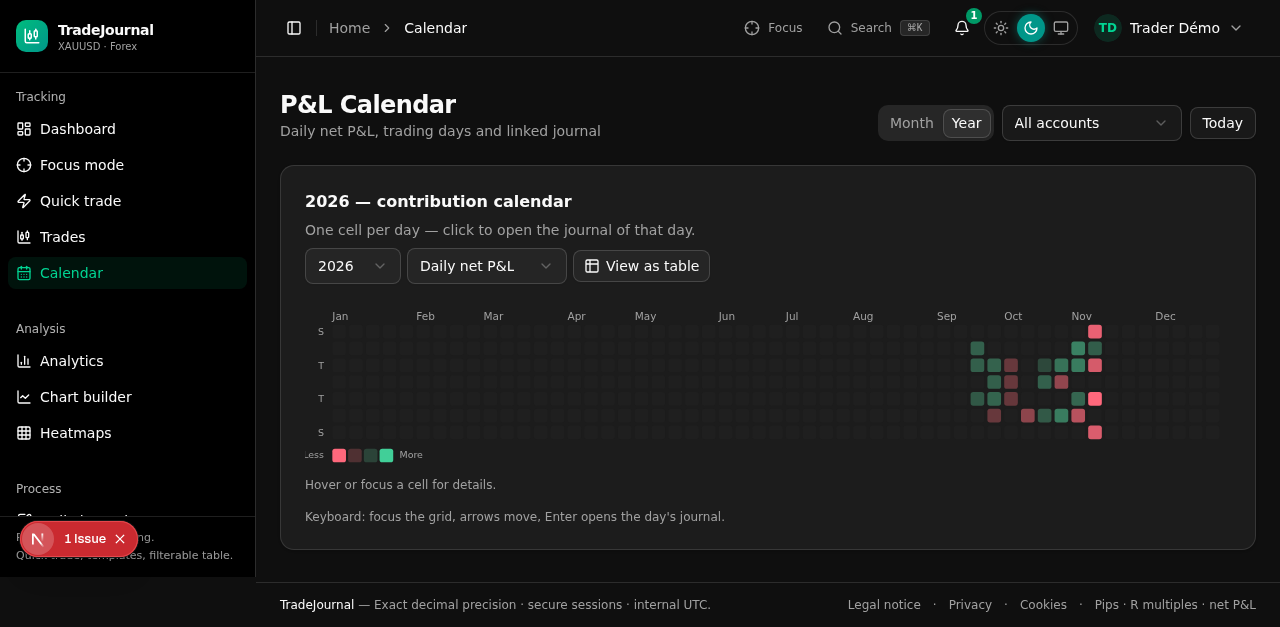 TradeJournal
XAUUSD · Forex
Tracking
Dashboard
Focus mode
Quick trade
Trades
Calendar
Analysis
Analytics
Chart builder
Heatmaps
Process
1 Issue
Home > Calendar
Focus
Search ⌘K
1
TD Trader Démo
P&L Calendar
Daily net P&L, trading days and linked journal
Month Year All accounts Today
2026 — contribution calendar
One cell per day — click to open the journal of that day.
2026 Daily net P&L View as table
Jan Feb Mar Apr May Jun Jul Aug Sep Oct Nov Dec
S
T
T
S
Less More
Hover or focus a cell for details.
Keyboard: focus the grid, arrows move, Enter opens the day's journal.
filterable table.
TradeJournal — Exact decimal precision · secure sessions · internal UTC.
Legal notice · Privacy · Cookies · Pips · R multiples · net P&L